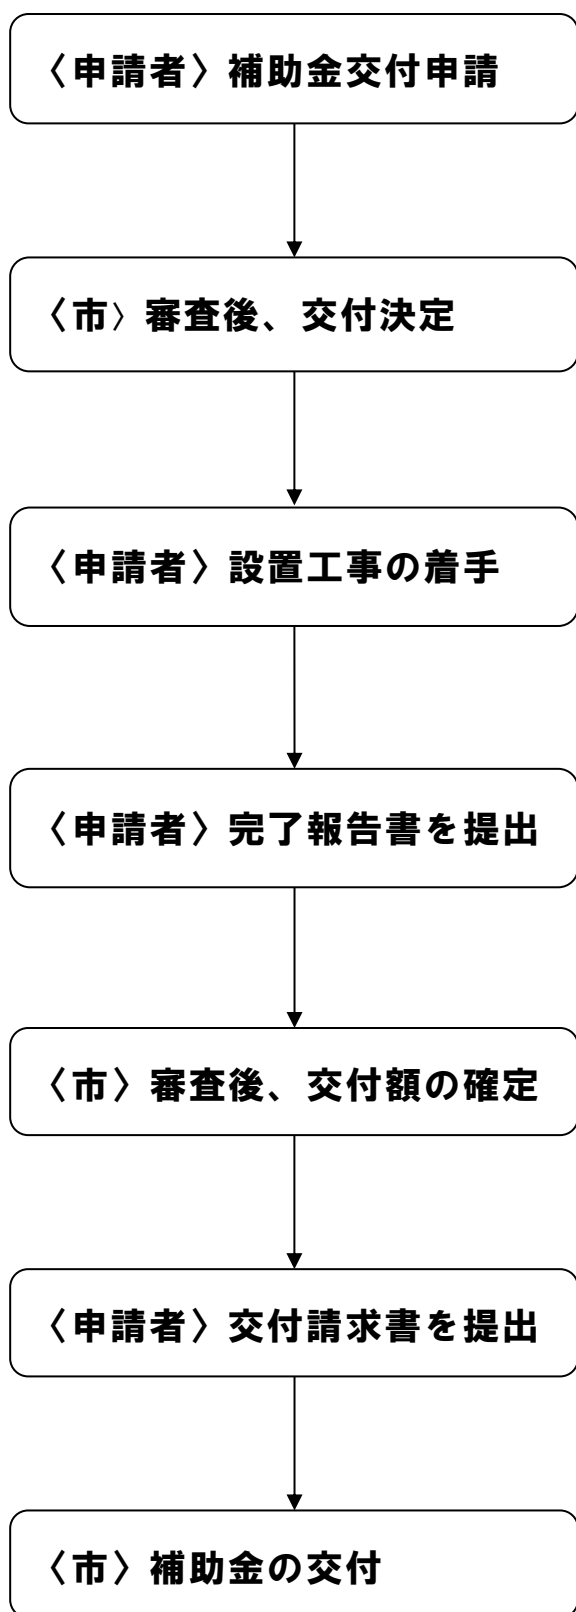 〈申請者〉補助金交付申請
〈市〉審査後、交付決定
〈申請者〉設置工事の着手
〈申請者〉完了報告書を提出
〈市〉審査後、交付額の確定
〈申請者〉交付請求書を提出
〈市〉補助金の交付